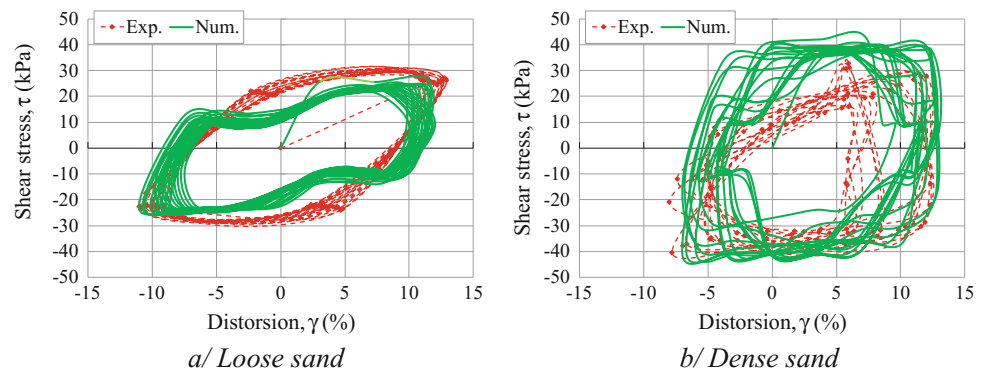 50
40
30
20
10
0
-10
-20
-30
-40
-50
Shear stress, τ (kPa)
Exp. Num.
-15 -10 -5 0 5 10 15
Distorsion, γ (%)
a/ Loose sand
50
40
30
20
10
0
-10
-20
-30
-40
-50
Shear stress, τ (kPa)
Exp. Num.
-15 -10 -5 0 5 10 15
Distorsion, γ (%)
b/ Dense sand